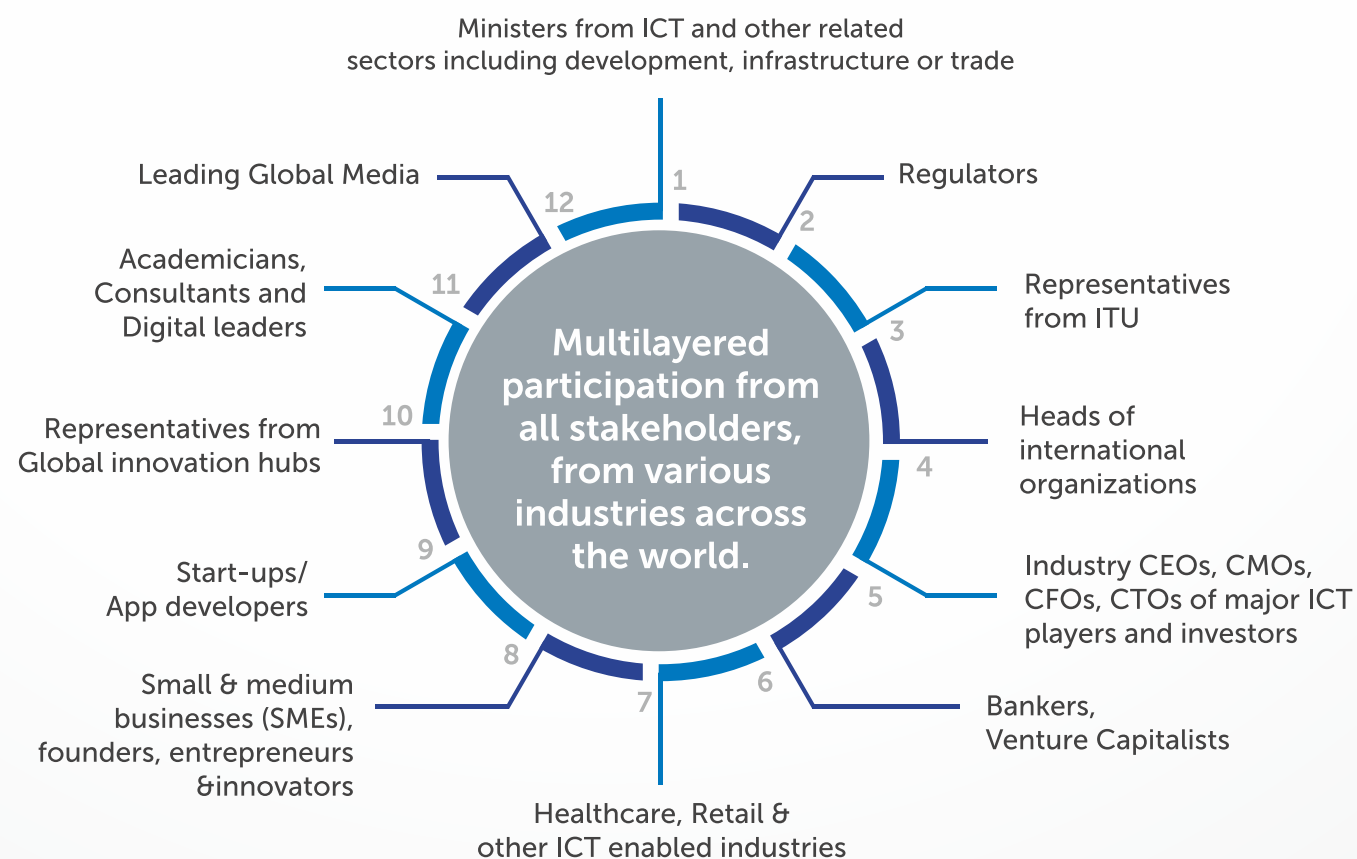 Ministers from ICT and other related
sectors including development, infrastructure or trade
1
Regulators
2
Representatives
from ITU
3
Heads of
international
organizations
4
Industry CEOs, CMOs,
CFOs, CTOs of major ICT
players and investors
5
Bankers,
Venture Capitalists
6
Healthcare, Retail &
other ICT enabled industries
7
Small & medium
businesses (SMEs),
founders, entrepreneurs
&innovators
8
Start-ups/
App developers
9
Representatives from
Global innovation hubs
10
Academicians,
Consultants and
Digital leaders
11
Leading Global Media
12
Multilayered
participation from
all stakeholders,
from various
industries across
the world.